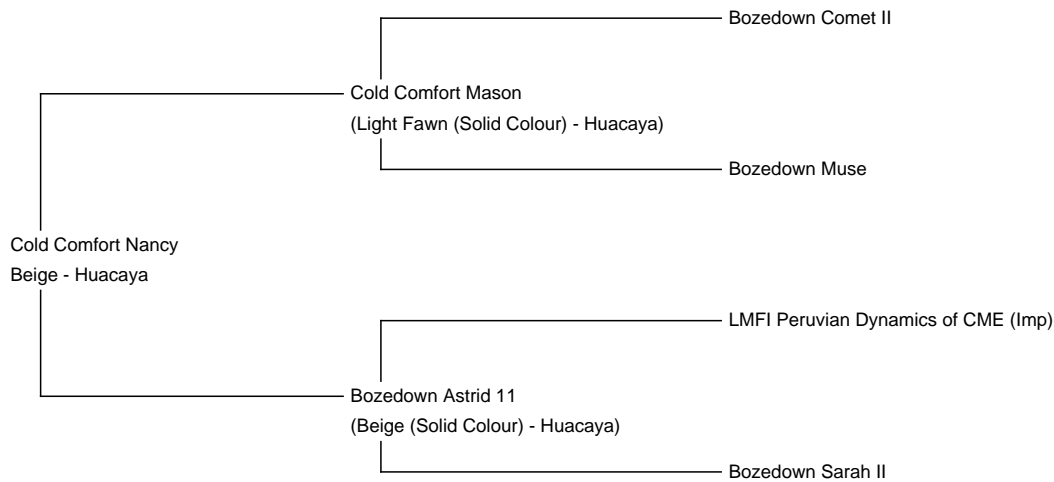 Bozedown Comet II
Cold Comfort Mason
(Light Fawn (Solid Colour) - Huacaya)
Bozedown Muse
Cold Comfort Nancy
Beige - Huacaya
LMFI Peruvian Dynamics of CME (Imp)
Bozedown Astrid 11
(Beige (Solid Colour) - Huacaya)
Bozedown Sarah II